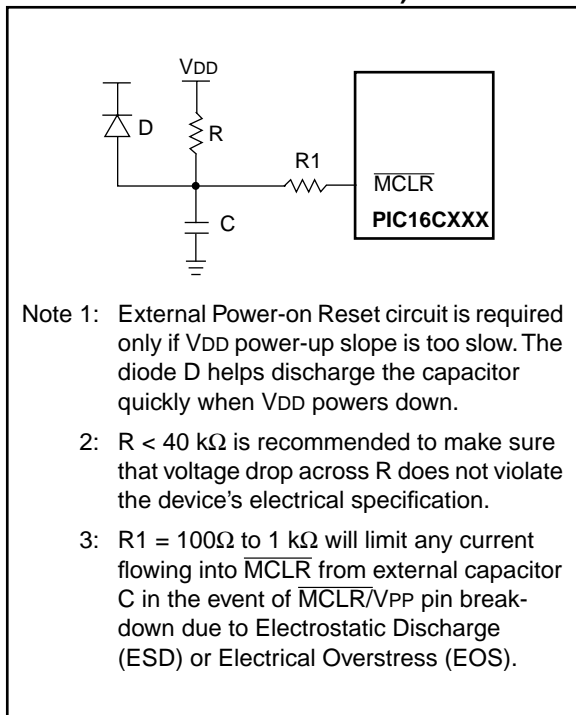 VDD
D
R
R1
MCLR
C
PIC16CXXX
Note 1: External Power-on Reset circuit is required
only if VDD power-up slope is too slow. The
diode D helps discharge the capacitor
quickly when VDD powers down.
2: R < 40 kΩ is recommended to make sure
that voltage drop across R does not violate
the device's electrical specification.
3: R1 = 100Ω to 1 kΩ will limit any current
flowing into MCLR from external capacitor
C in the event of MCLR/VPP pin break-
down due to Electrostatic Discharge
(ESD) or Electrical Overstress (EOS).